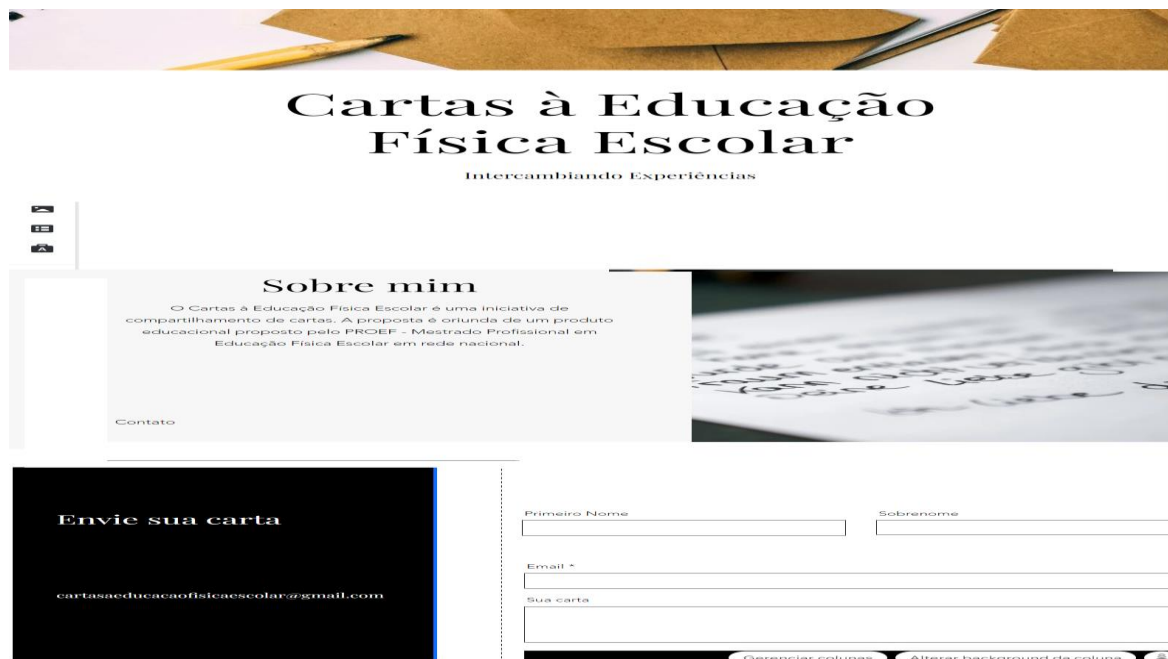 Cartas à Educação
Física Escolar
Intercambiando Experiências
Sobre mim
O Cartas à Educação Física Escolar é uma iniciativa de
compartilhamento de cartas. A proposta é oriunda de um produto
educacional proposto pelo PROEF - Mestrado Profissional em
Educação Física Escolar em rede nacional.
Contato
Envie sua carta
cartasaeducacaofisicaescolar@gmail.com
Primeiro Nome
Sobrenome
Email *
Sua carta
Gerenciar colunas
Alterar background da coluna